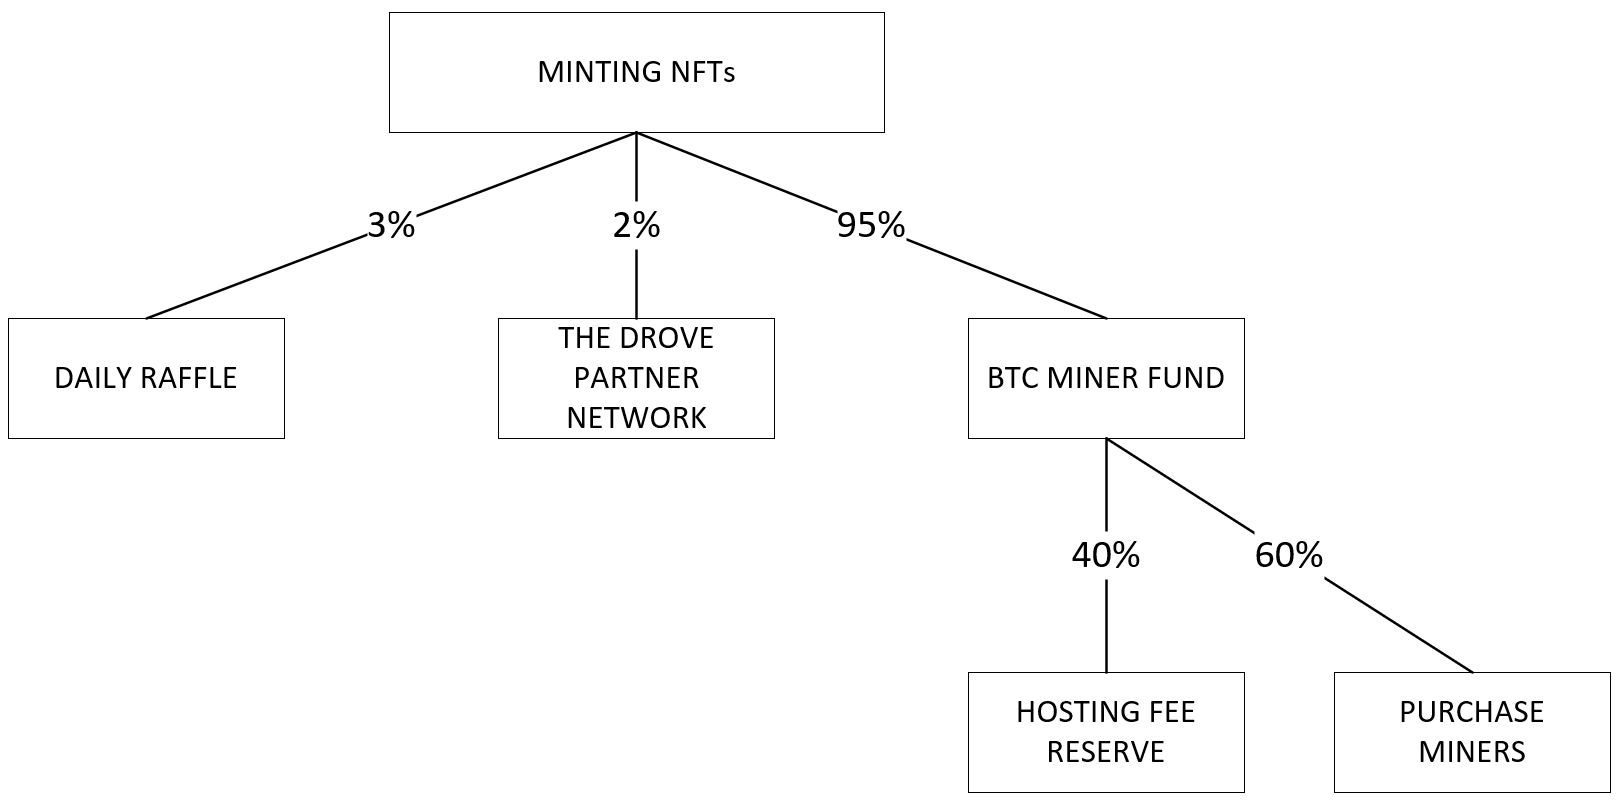 MINTING NFTs
3%
2%
95%
DAILY RAFFLE
THE DROVE
PARTNER
NETWORK
BTC MINER FUND
40%
60%
HOSTING FEE
RESERVE
PURCHASE
MINERS